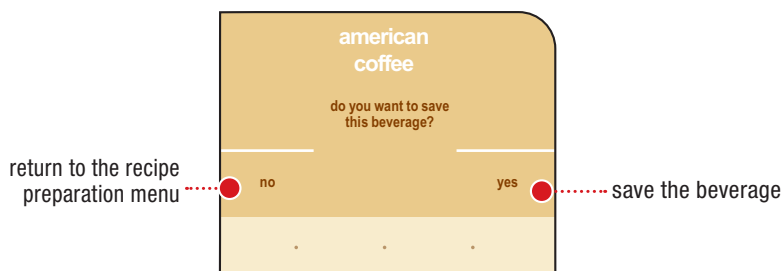 american
coffee
do you want to save
this beverage?
return to the recipe
preparation menu
no
yes
save the beverage